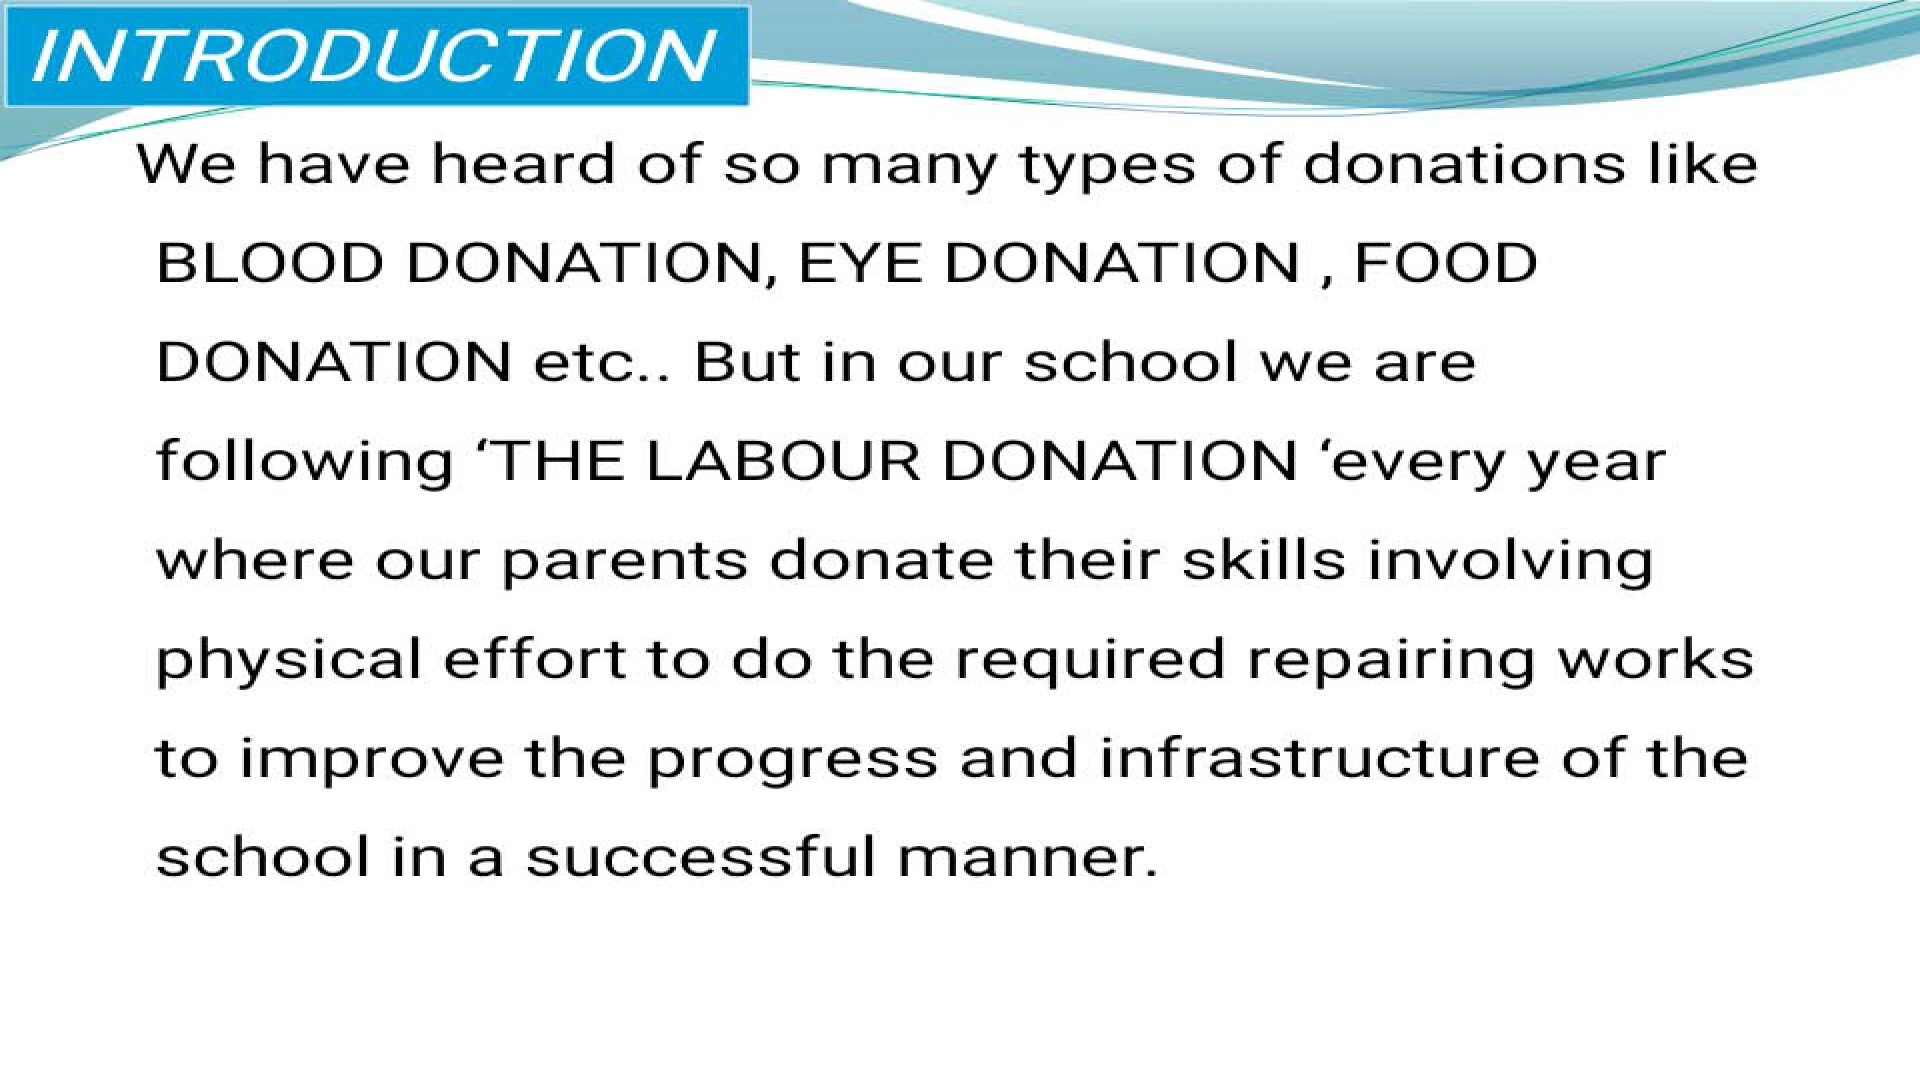 INTRODUCTION
We have heard of so many types of donations like
BLOOD DONATION, EYE DONATION , FOOD
DONATION etc.. But in our school we are
following ‘THE LABOUR DONATION ‘every year
where our parents donate their skills involving
physical effort to do the required repairing works
to improve the progress and infrastructure of the
school in a successful manner.